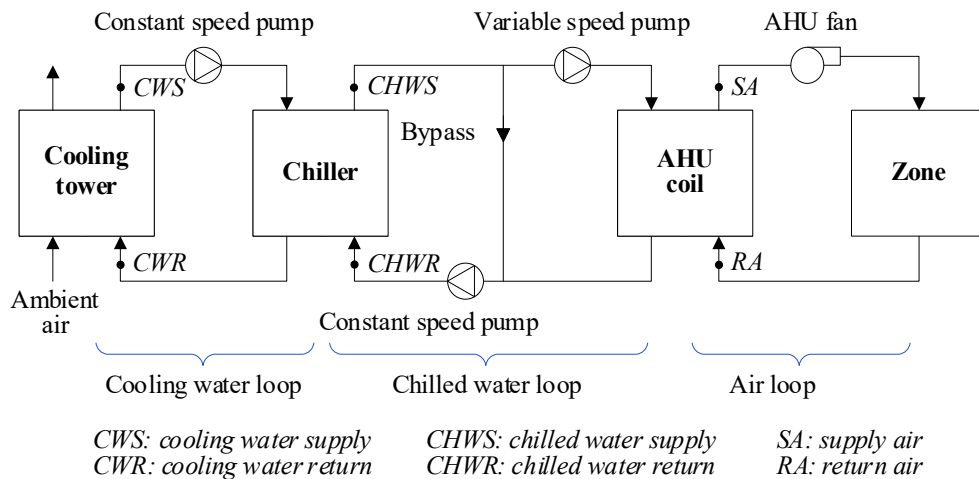 Constant speed pump
Variable speed pump
AHU fan
CWS
CHWS
SA
Bypass
Cooling
tower
Chiller
AHU
coil
Zone
CWR
CHWR
RA
Ambient
air
Constant speed pump
Cooling water loop
Chilled water loop
Air loop
CWS: cooling water supply
CHWS: chilled water supply
SA: supply air
CWR: cooling water return
CHWR: chilled water return
RA: return air